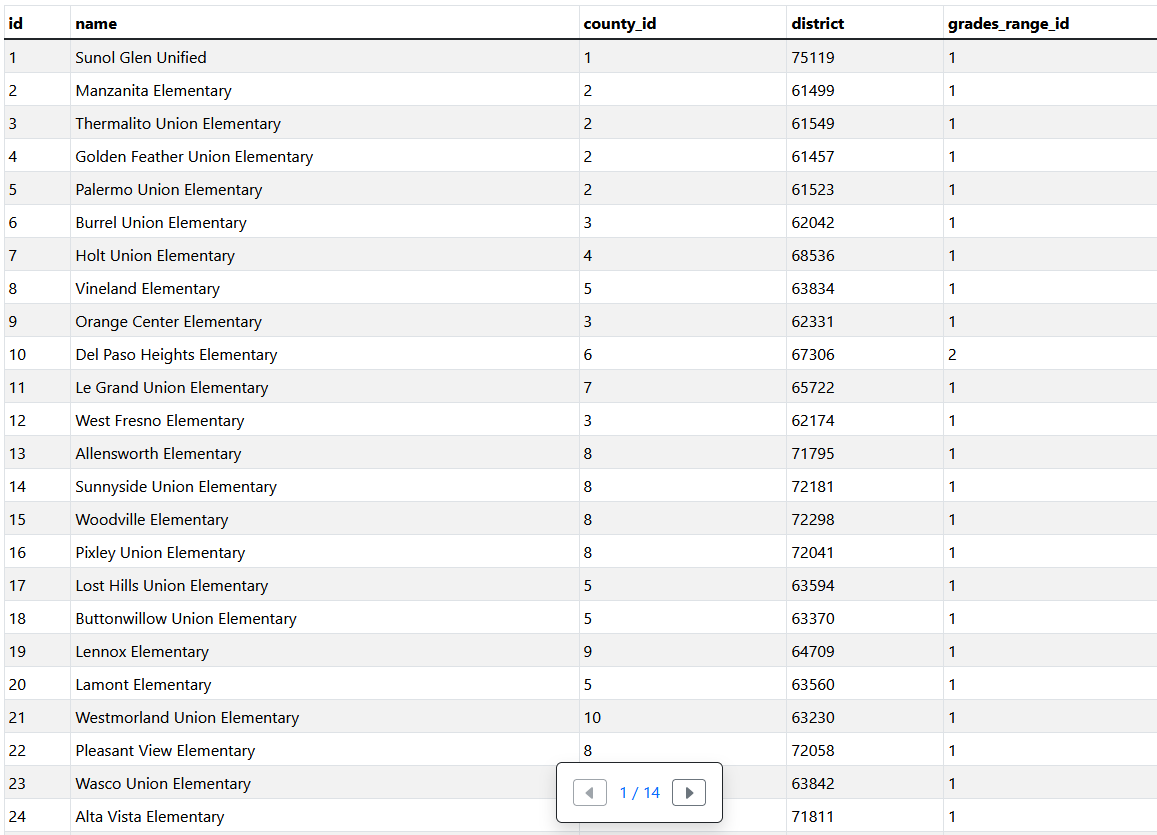 id name county_id district grades_range_id
1 Sunol Glen Unified 1 75119 1
2 Manzanita Elementary 2 61499 1
3 Thermalito Union Elementary 2 61549 1
4 Golden Feather Union Elementary 2 61457 1
5 Palermo Union Elementary 2 61523 1
6 Burrel Union Elementary 3 62042 1
7 Holt Union Elementary 4 68536 1
8 Vineland Elementary 5 63834 1
9 Orange Center Elementary 3 62331 1
10 Del Paso Heights Elementary 6 67306 2
11 Le Grand Union Elementary 7 65722 1
12 West Fresno Elementary 3 62174 1
13 Allensworth Elementary 8 71795 1
14 Sunnyside Union Elementary 8 72181 1
15 Woodville Elementary 8 72298 1
16 Pixley Union Elementary 8 72041 1
17 Lost Hills Union Elementary 5 63594 1
18 Buttonwillow Union Elementary 5 63370 1
19 Lennox Elementary 9 64709 1
20 Lamont Elementary 5 63560 1
21 Westmorland Union Elementary 10 63230 1
22 Pleasant View Elementary 8 72058 1
23 Wasco Union Elementary 63842 1
1 / 14
24 Alta Vista Elementary 71811 1